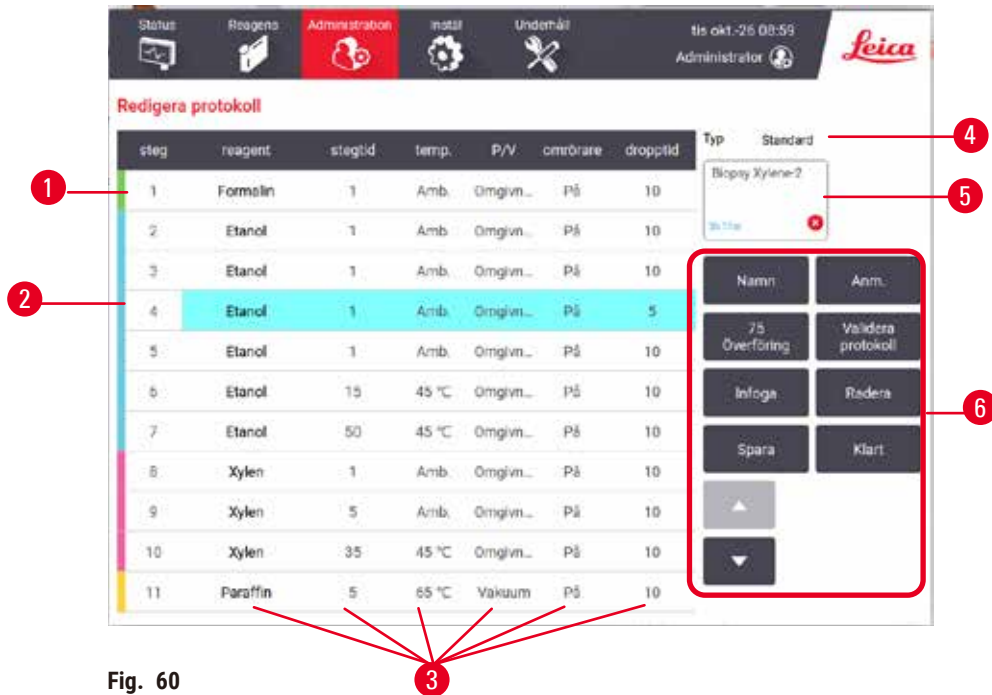 Status Reagens Administration Inställ Underhåll tis okt.-26 08:59
Administrator Leica
Redigera protokoll
steg reagent stegtid temp. P/V omrörare dropptid Typ Standard 4
1 1 Formalin 1 Amb. Omgivn... På 10 Biopsy Xylene-2 5
2 Etanol 1 Amb. Omgivn... På 10
3 Etanol 1 Amb. Omgivn... På 10 Namn Anm.
2 4 Etanol 1 Amb. Omgivn... På 5 75 Överföring Validera protokoll
5 Etanol 1 Amb. Omgivn... På 10
6 Etanol 15 45 °C Omgivn... På 10 Infoga Radera 6
7 Etanol 50 45 °C Omgivn... På 10 Spara Klart
8 Xylen 1 Amb. Omgivn... På 10
9 Xylen 5 Amb. Omgivn... På 10
10 Xylen 35 45 °C Omgivn... På 10
11 Paraffin 5 65 °C Vakuum På 10
Fig. 60 3